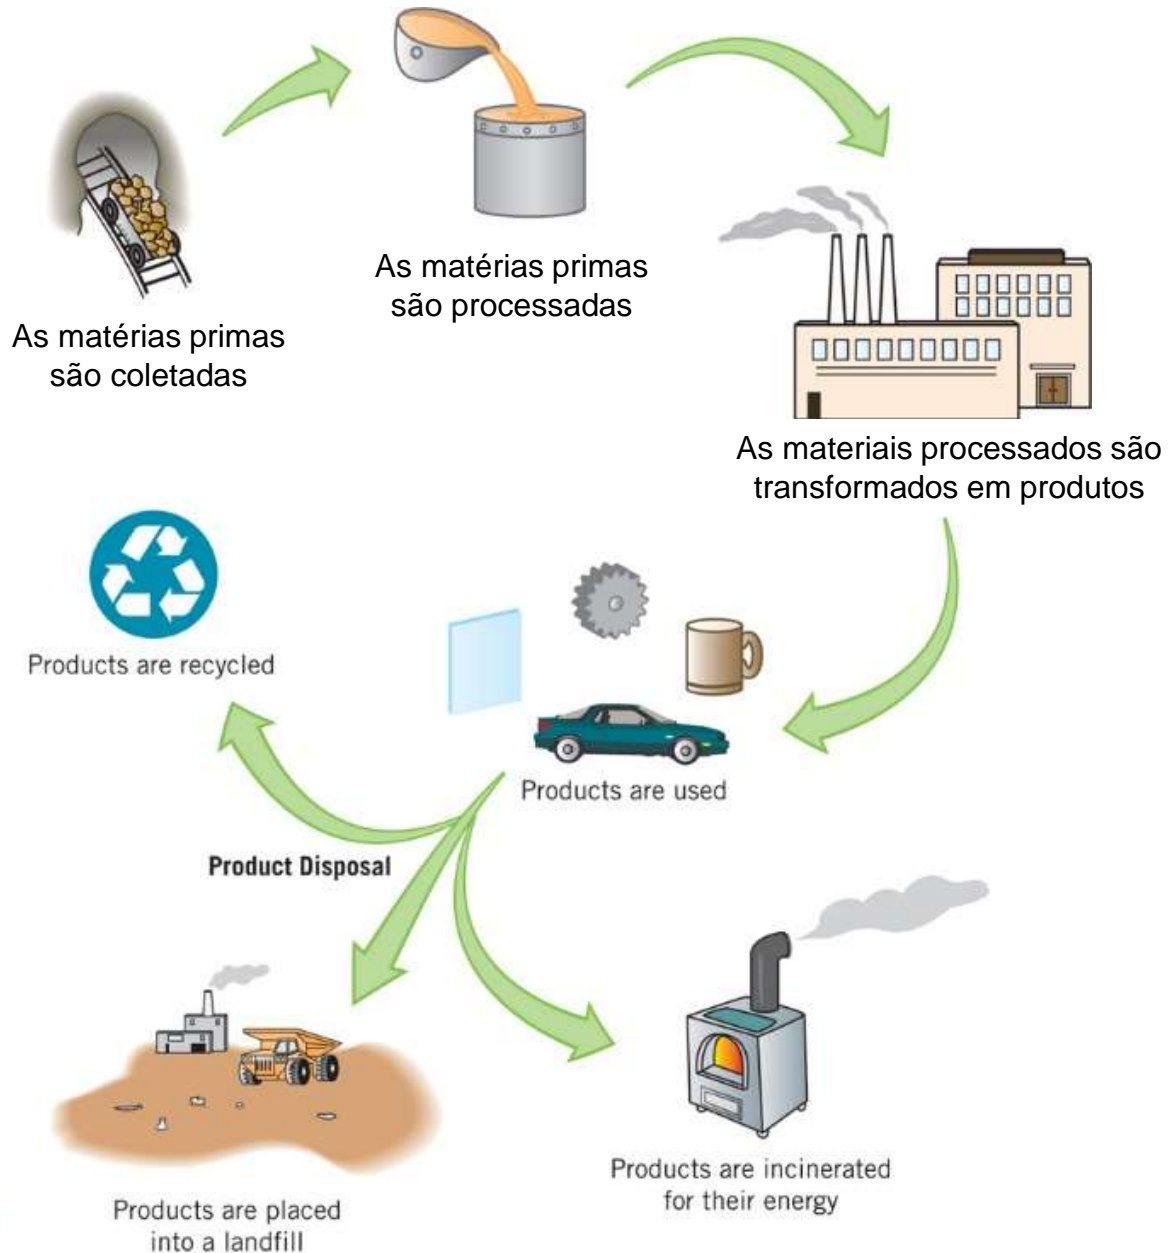 As matérias primas
são coletadas
As matérias primas
são processadas
As materiais processados são
transformados em produtos
Products are recycled
Products are used
Product Disposal
Products are placed
into a landfill
Products are incinerated
for their energy